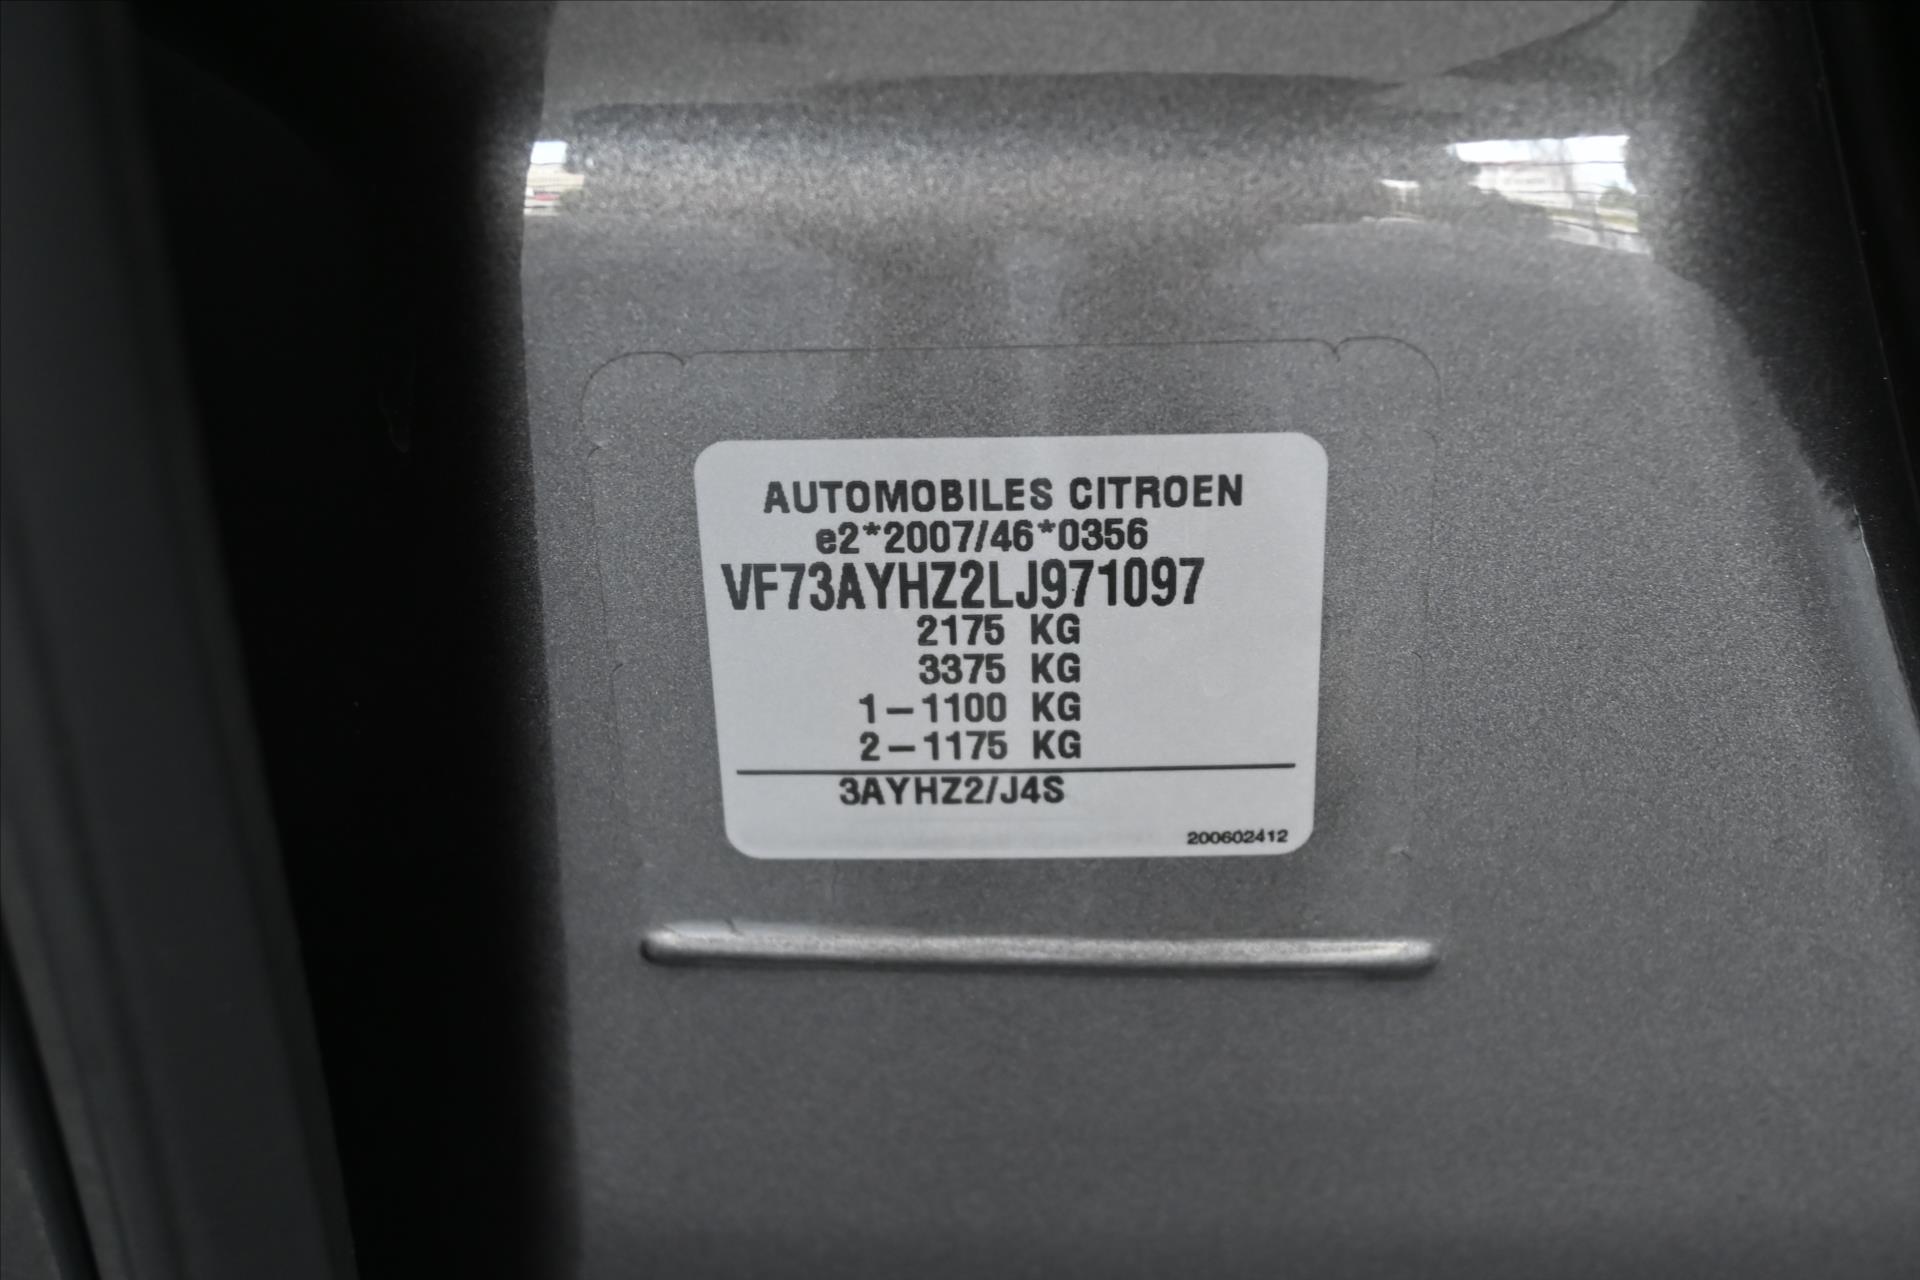 AUTOMOBILES CITROEN
e2*2007/46*0356
VF73AYHZ2LJ971097
2175 KG
3375 KG
1-1100 KG
2-1175 KG
3AYHZ2/J4S
200602412